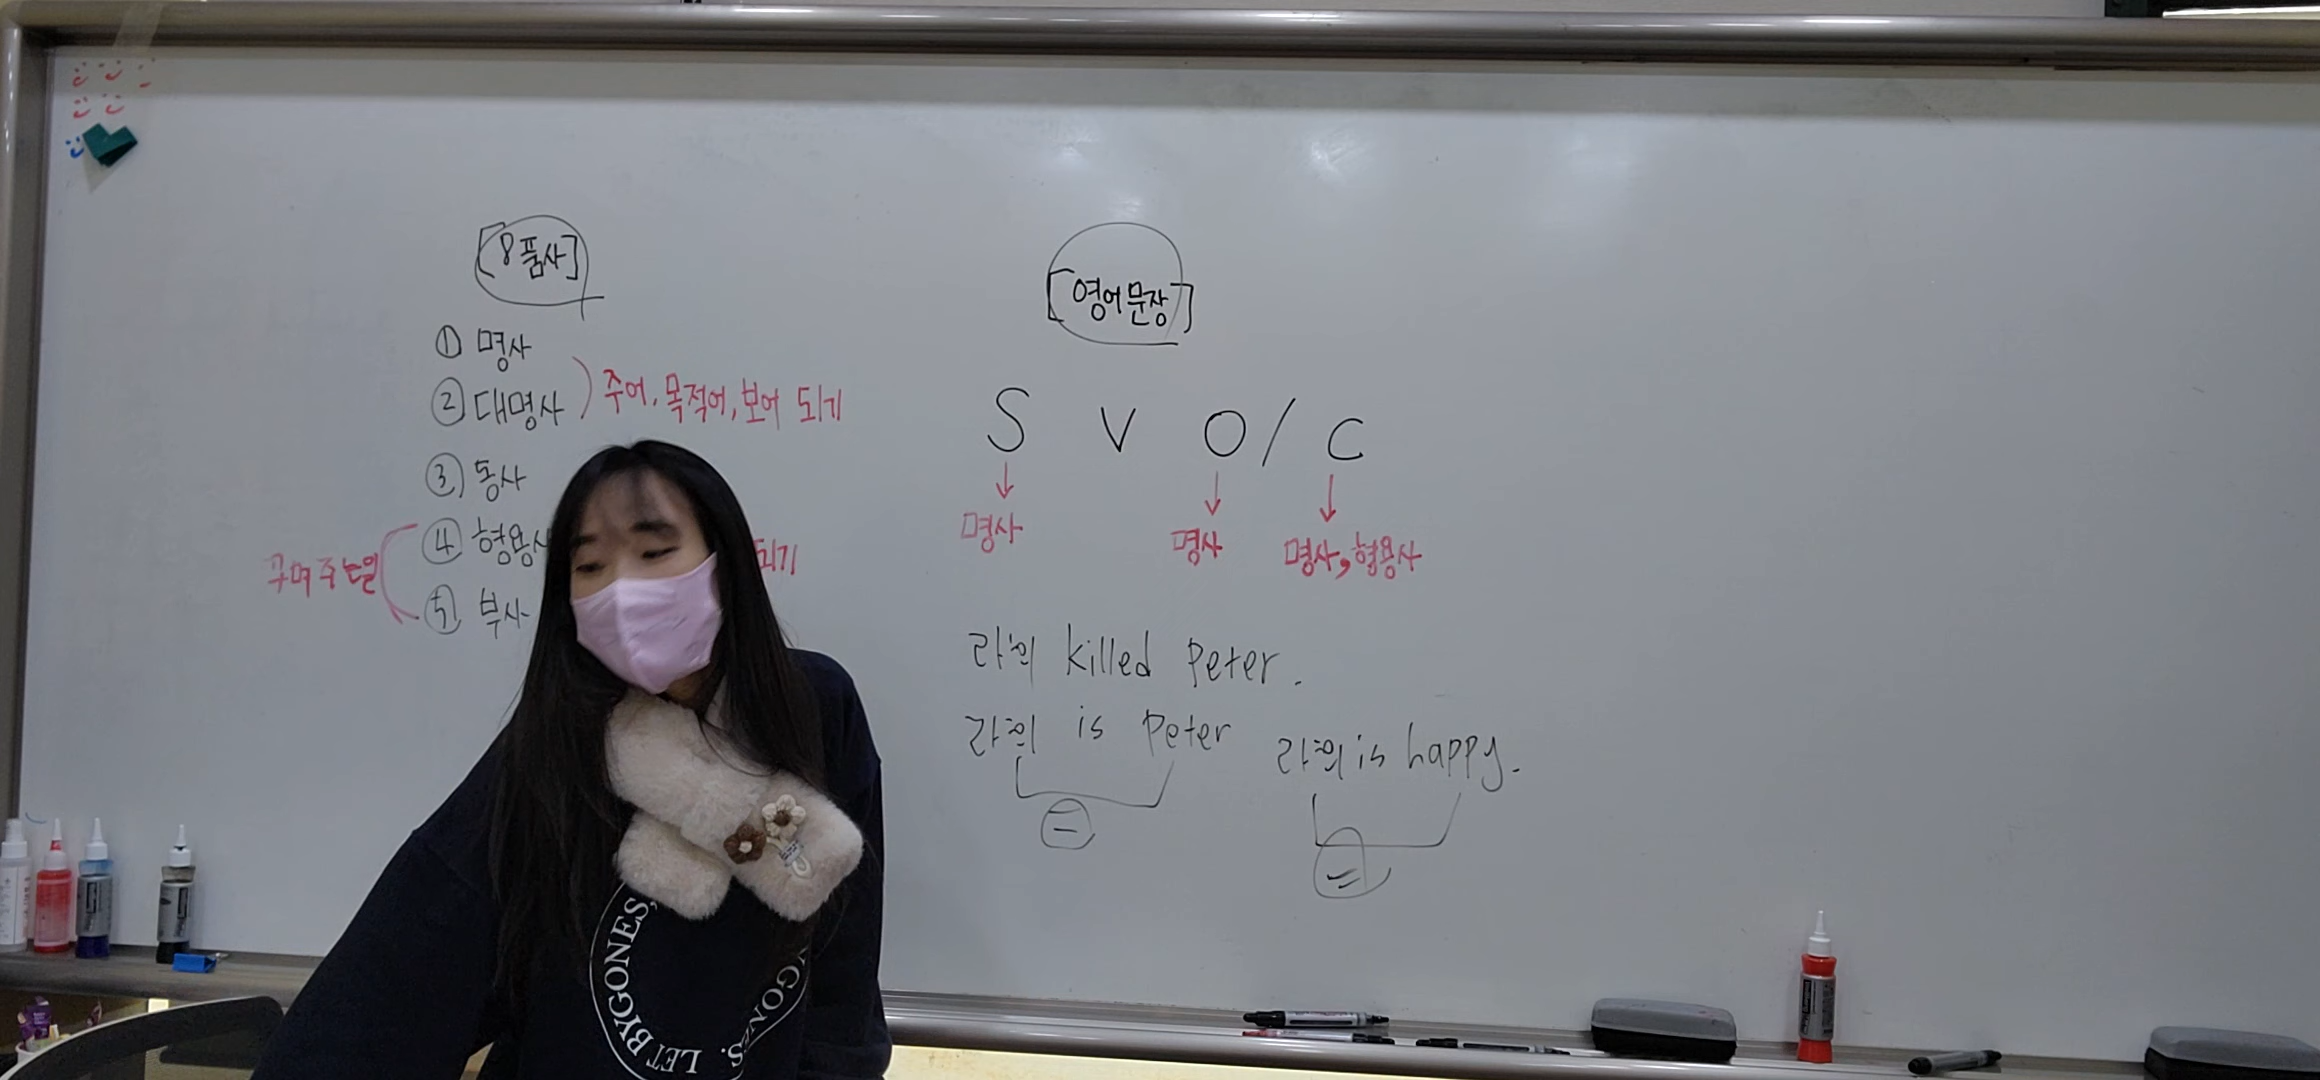 [8품사]
① 명사
② 대명사 ) 주어, 목적어, 보어 되기
③ 동사
④ 형용사 되기
꾸며 주는 일
⑤ 부사
[영어문장]
S V O / C
↓ ↓ ↓
명사 명사 명사, 형용사
라희 killed Peter.
라희 is Peter
=
라희 is happy.
=
LET BYGONES
GONES.